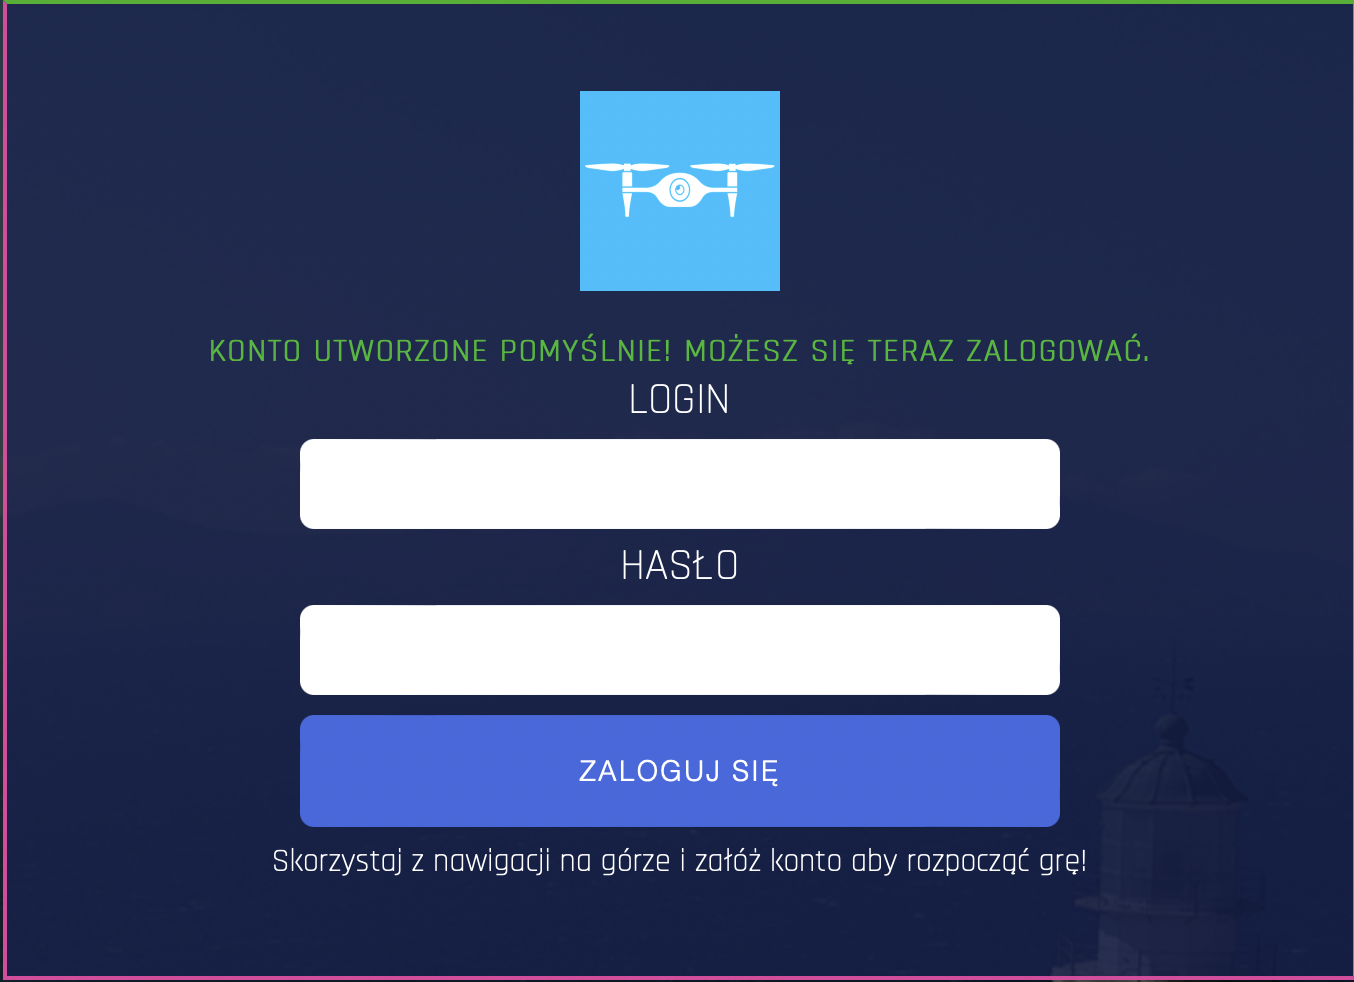 KONTO UTWORZONE POMYŚLNIE! MOŻESZ SIĘ TERAZ ZALOGOWAĆ.
LOGIN
HASŁO
ZALOGUJ SIĘ
Skorzystaj z nawigacji na górze i załóż konto aby rozpocząć grę!